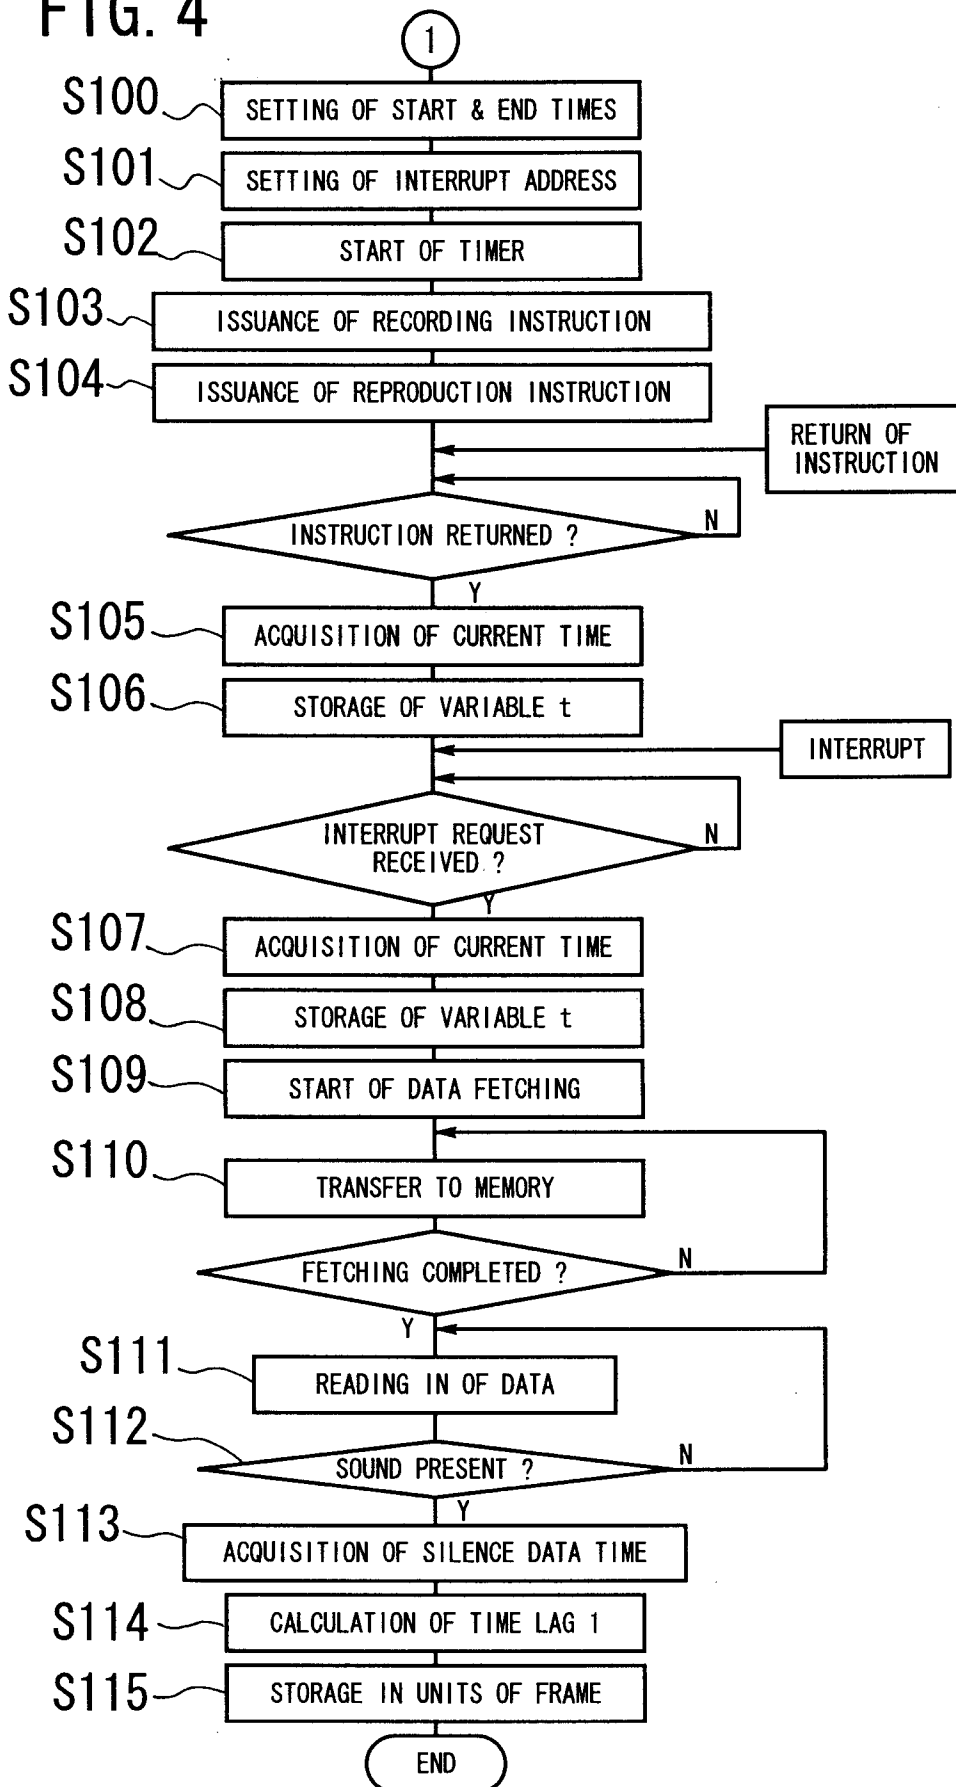 FIG. 4
1
S100
SETTING OF START & END TIMES
S101
SETTING OF INTERRUPT ADDRESS
S102
START OF TIMER
S103
ISSUANCE OF RECORDING INSTRUCTION
S104
ISSUANCE OF REPRODUCTION INSTRUCTION
RETURN OF
INSTRUCTION
INSTRUCTION RETURNED ?
N
Y
S105
ACQUISITION OF CURRENT TIME
S106
STORAGE OF VARIABLE t
INTERRUPT
INTERRUPT REQUEST
RECEIVED ?
N
Y
S107
ACQUISITION OF CURRENT TIME
S108
STORAGE OF VARIABLE t
S109
START OF DATA FETCHING
S110
TRANSFER TO MEMORY
FETCHING COMPLETED ?
N
Y
S111
READING IN OF DATA
S112
SOUND PRESENT ?
N
Y
S113
ACQUISITION OF SILENCE DATA TIME
S114
CALCULATION OF TIME LAG 1
S115
STORAGE IN UNITS OF FRAME
END